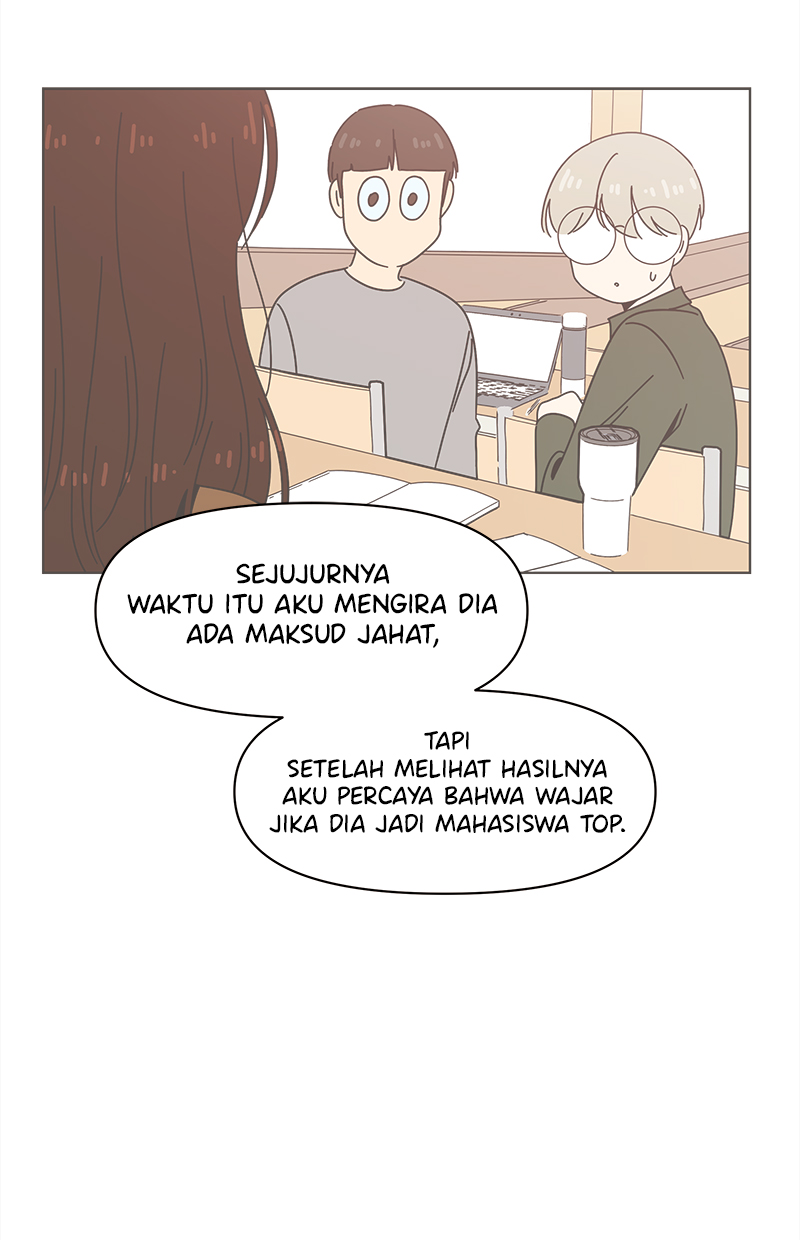 SEJUJURNYA
WAKTU ITU AKU MENGIRA DIA
ADA MAKSUD JAHAT,
TAPI
SETELAH MELIHAT HASILNYA
AKU PERCAYA BAHWA WAJAR
JIKA DIA JADI MAHASISWA TOP.